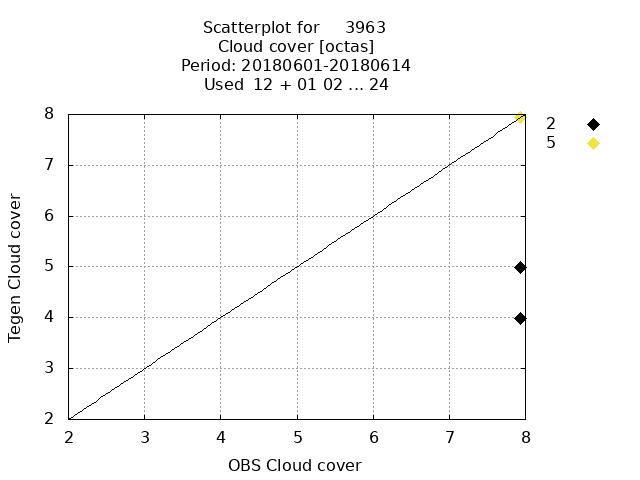 Scatterplot for 3963
Cloud cover [octas]
Period: 20180601-20180614
Used 12 + 01 02 ... 24
8
7
6
5
4
3
2
Tegen Cloud cover
2 3 4 5 6 7 8
OBS Cloud cover
2
5